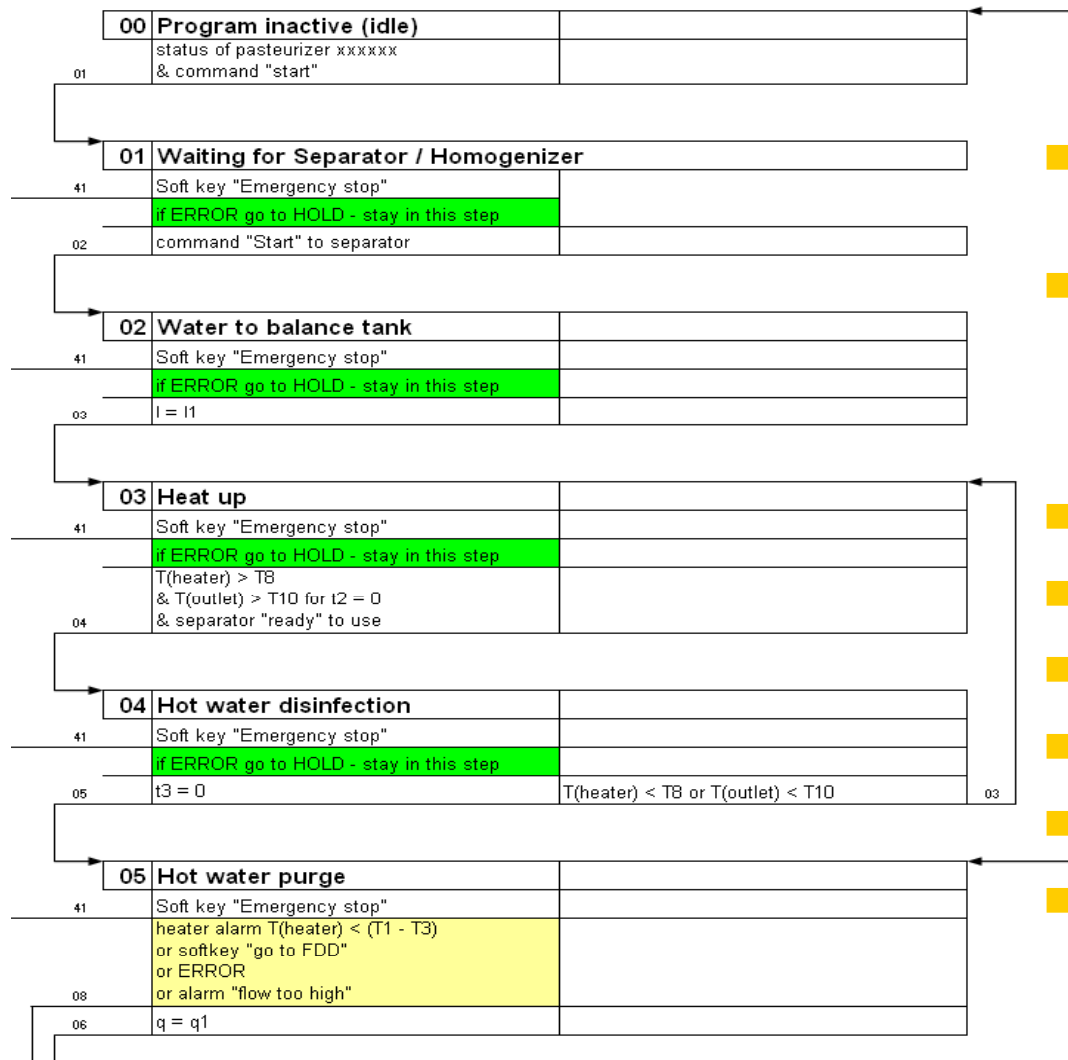 00 Program inactive (idle)
status of pasteurizer xxxxxx
01 & command "start"
01 Waiting for Separator / Homogenizer
41 Soft key "Emergency stop"
if ERROR go to HOLD - stay in this step
02 command "Start" to separator
02 Water to balance tank
41 Soft key "Emergency stop"
if ERROR go to HOLD - stay in this step
03 l = l1
03 Heat up
41 Soft key "Emergency stop"
if ERROR go to HOLD - stay in this step
T(heater) > T8
& T(outlet) > T10 for t2 = 0
04 & separator "ready" to use
04 Hot water disinfection
41 Soft key "Emergency stop"
if ERROR go to HOLD - stay in this step
05 t3 = 0 T(heater) < T8 or T(outlet) < T10 03
05 Hot water purge
41 Soft key "Emergency stop"
heater alarm T(heater) < (T1 - T3)
or softkey "go to FDD"
or ERROR
08 or alarm "flow too high"
06 q = q1